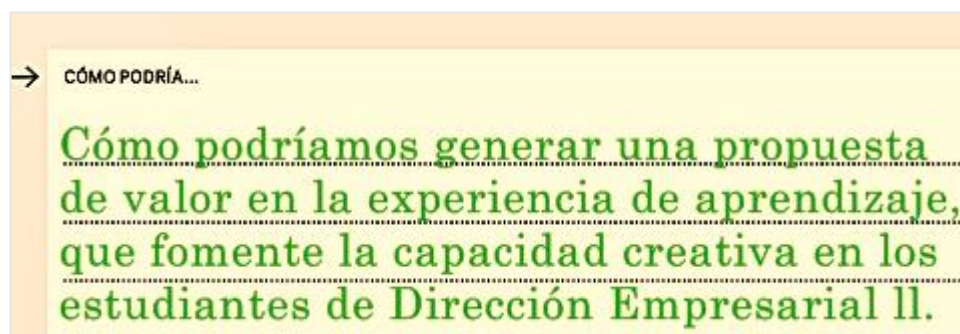 CÓMO PODRÍA...
Cómo podríamos generar una propuesta
de valor en la experiencia de aprendizaje,
que fomente la capacidad creativa en los
estudiantes de Dirección Empresarial ll.